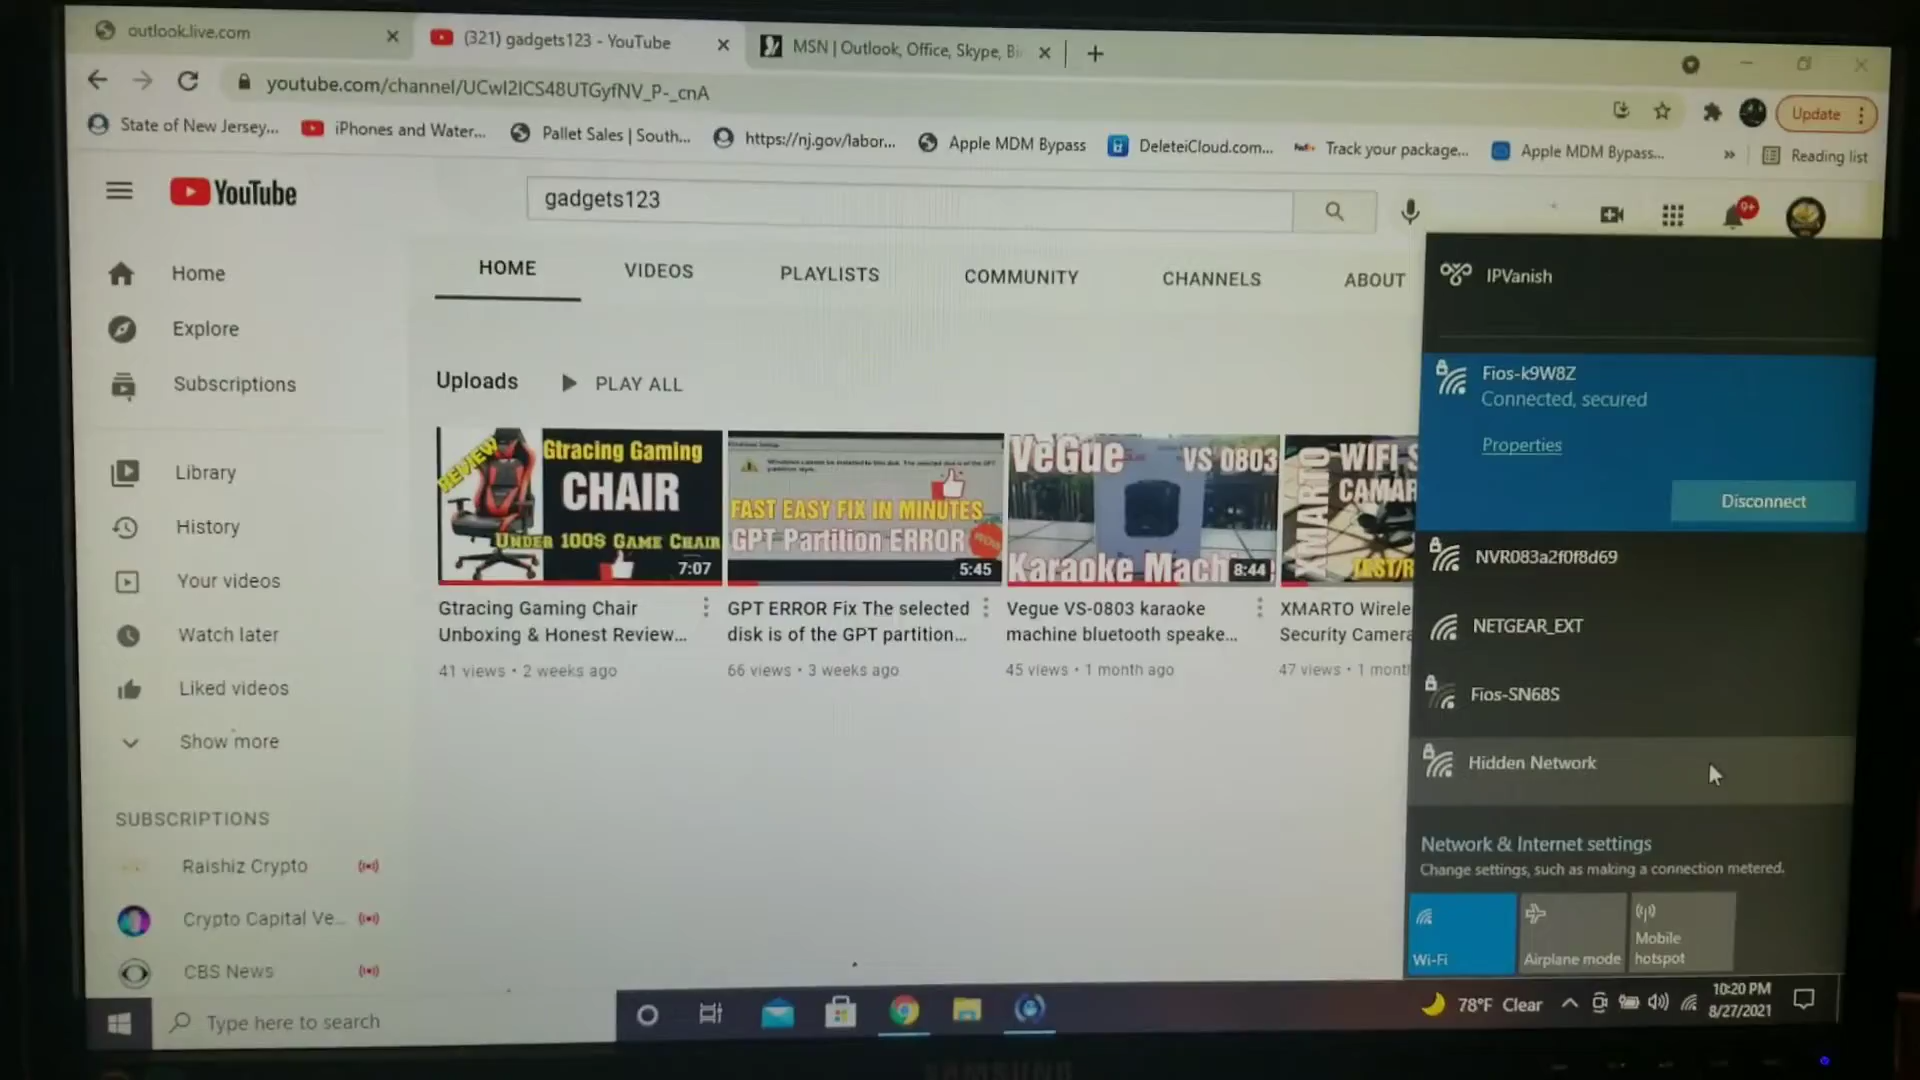 outlook.live.com
(321) gadgets123 - YouTube
MSN | Outlook, Office, Skype, Bi
youtube.com/channel/UCwI2ICS48UTGyfNV_P-_cnA
Update
State of New Jersey...
iPhones and Water...
Pallet Sales | South...
https://nj.gov/labor...
Apple MDM Bypass
DeleteiCloud.com...
Track your package...
Apple MDM Bypass...
»
Reading list
YouTube
gadgets123
9+
Home
Explore
Subscriptions
Library
History
Your videos
Watch later
Liked videos
Show more
SUBSCRIPTIONS
Raishiz Crypto
Crypto Capital Ve...
CBS News
HOME
VIDEOS
PLAYLISTS
COMMUNITY
CHANNELS
ABOUT
Uploads
PLAY ALL
REVIEW
Gtracing Gaming
CHAIR
UNDER 100$ GAME CHAIR
7:07
Gtracing Gaming Chair
Unboxing & Honest Review...
41 views • 2 weeks ago
FAST EASY FIX IN MINUTES
GPT Partition ERROR
5:45
GPT ERROR Fix The selected
disk is of the GPT partition...
66 views • 3 weeks ago
VeGue
VS 0803
Karaoke Mach
8:44
Vegue VS-0803 karaoke
machine bluetooth speake...
45 views • 1 month ago
XMARTO
WIFI S
CAMAR
TEST/R
XMARTO Wirele
Security Camera
47 views • 1 mont
IPVanish
Fios-k9W8Z
Connected, secured
Properties
Disconnect
NVR083a2f0f8d69
NETGEAR_EXT
Fios-SN68S
Hidden Network
Network & Internet settings
Change settings, such as making a connection metered.
Wi-Fi
Airplane mode
Mobile
hotspot
Type here to search
78°F Clear
10:20 PM
8/27/2021
SAMSUNG